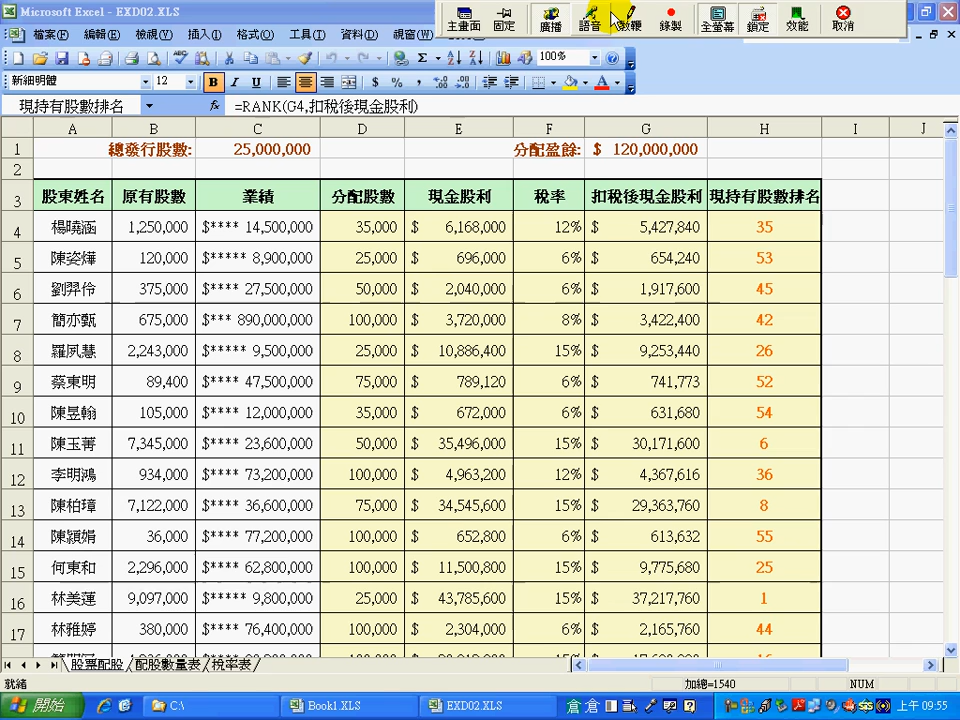 Microsoft Excel - EXD02.XLS
主畫面 固定 廣播 語音 教鞭 錄製 全螢幕 鎖定 效能 取消
檔案(F) 編輯(E) 檢視(V) 插入(I) 格式(O) 工具(T) 資料(D) 視窗(W)
100%
新細明體 12 B I U
現持有股數排名 fx =RANK(G4,扣稅後現金股利)
A B C D E F G H I J
1 總發行股數: 25,000,000 分配盈餘: $ 120,000,000
2
3 股東姓名 原有股數 業績 分配股數 現金股利 稅率 扣稅後現金股利 現持有股數排名
4 楊曉涵 1,250,000 $**** 14,500,000 35,000 $ 6,168,000 12% $ 5,427,840 35
5 陳姿燁 120,000 $***** 8,900,000 25,000 $ 696,000 6% $ 654,240 53
6 劉羿伶 375,000 $**** 27,500,000 50,000 $ 2,040,000 6% $ 1,917,600 45
7 簡亦甄 675,000 $*** 890,000,000 100,000 $ 3,720,000 8% $ 3,422,400 42
8 羅夙慧 2,243,000 $***** 9,500,000 25,000 $ 10,886,400 15% $ 9,253,440 26
9 蔡東明 89,400 $**** 47,500,000 75,000 $ 789,120 6% $ 741,773 52
10 陳昱翰 105,000 $**** 12,000,000 35,000 $ 672,000 6% $ 631,680 54
11 陳玉菁 7,345,000 $**** 23,600,000 50,000 $ 35,496,000 15% $ 30,171,600 6
12 李明鴻 934,000 $**** 73,200,000 100,000 $ 4,963,200 12% $ 4,367,616 36
13 陳柏璋 7,122,000 $**** 36,600,000 75,000 $ 34,545,600 15% $ 29,363,760 8
14 陳穎娟 36,000 $**** 77,200,000 100,000 $ 652,800 6% $ 613,632 55
15 何東和 2,296,000 $**** 62,800,000 100,000 $ 11,500,800 15% $ 9,775,680 25
16 林美蓮 9,097,000 $***** 9,800,000 25,000 $ 43,785,600 15% $ 37,217,760 1
17 林雅婷 380,000 $**** 76,400,000 100,000 $ 2,304,000 6% $ 2,165,760 44
股票配股 配股數量表 稅率表
就緒 加總=1540 NUM
開始 C:\ Book1.XLS EXD02.XLS 上午 09:55